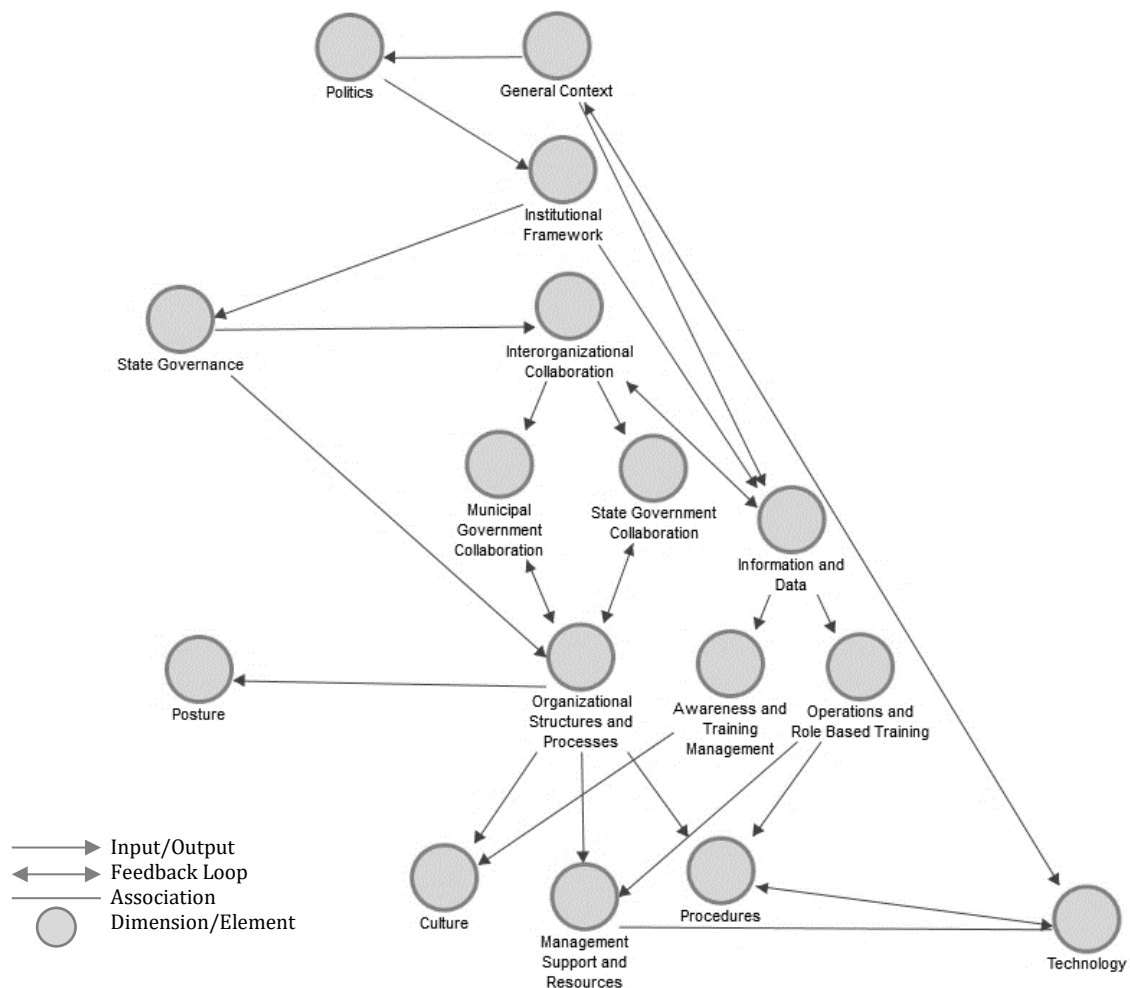 Politics
General Context
Institutional
Framework
State Governance
Interorganizacional
Collaboration
Municipal
Government
Collaboration
State Government
Collaboration
Information and
Data
Posture
Organizational
Structures and
Processes
Awareness and
Training
Management
Operations and
Role Based Training
Input/Output
Feedback Loop
Association
Dimension/Element
Culture
Management
Support and
Resources
Procedures
Technology